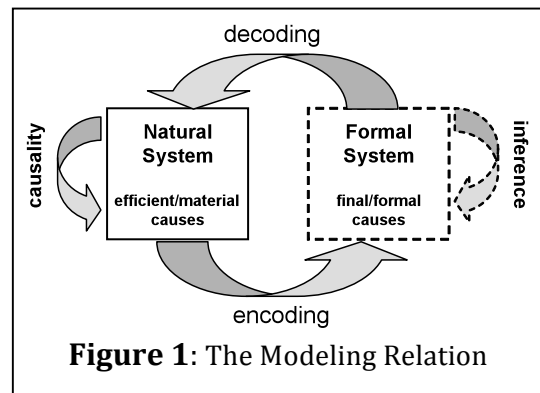 decoding
causality
Natural
System
efficient/material
causes
Formal
System
final/formal
causes
inference
encoding
Figure 1: The Modeling Relation